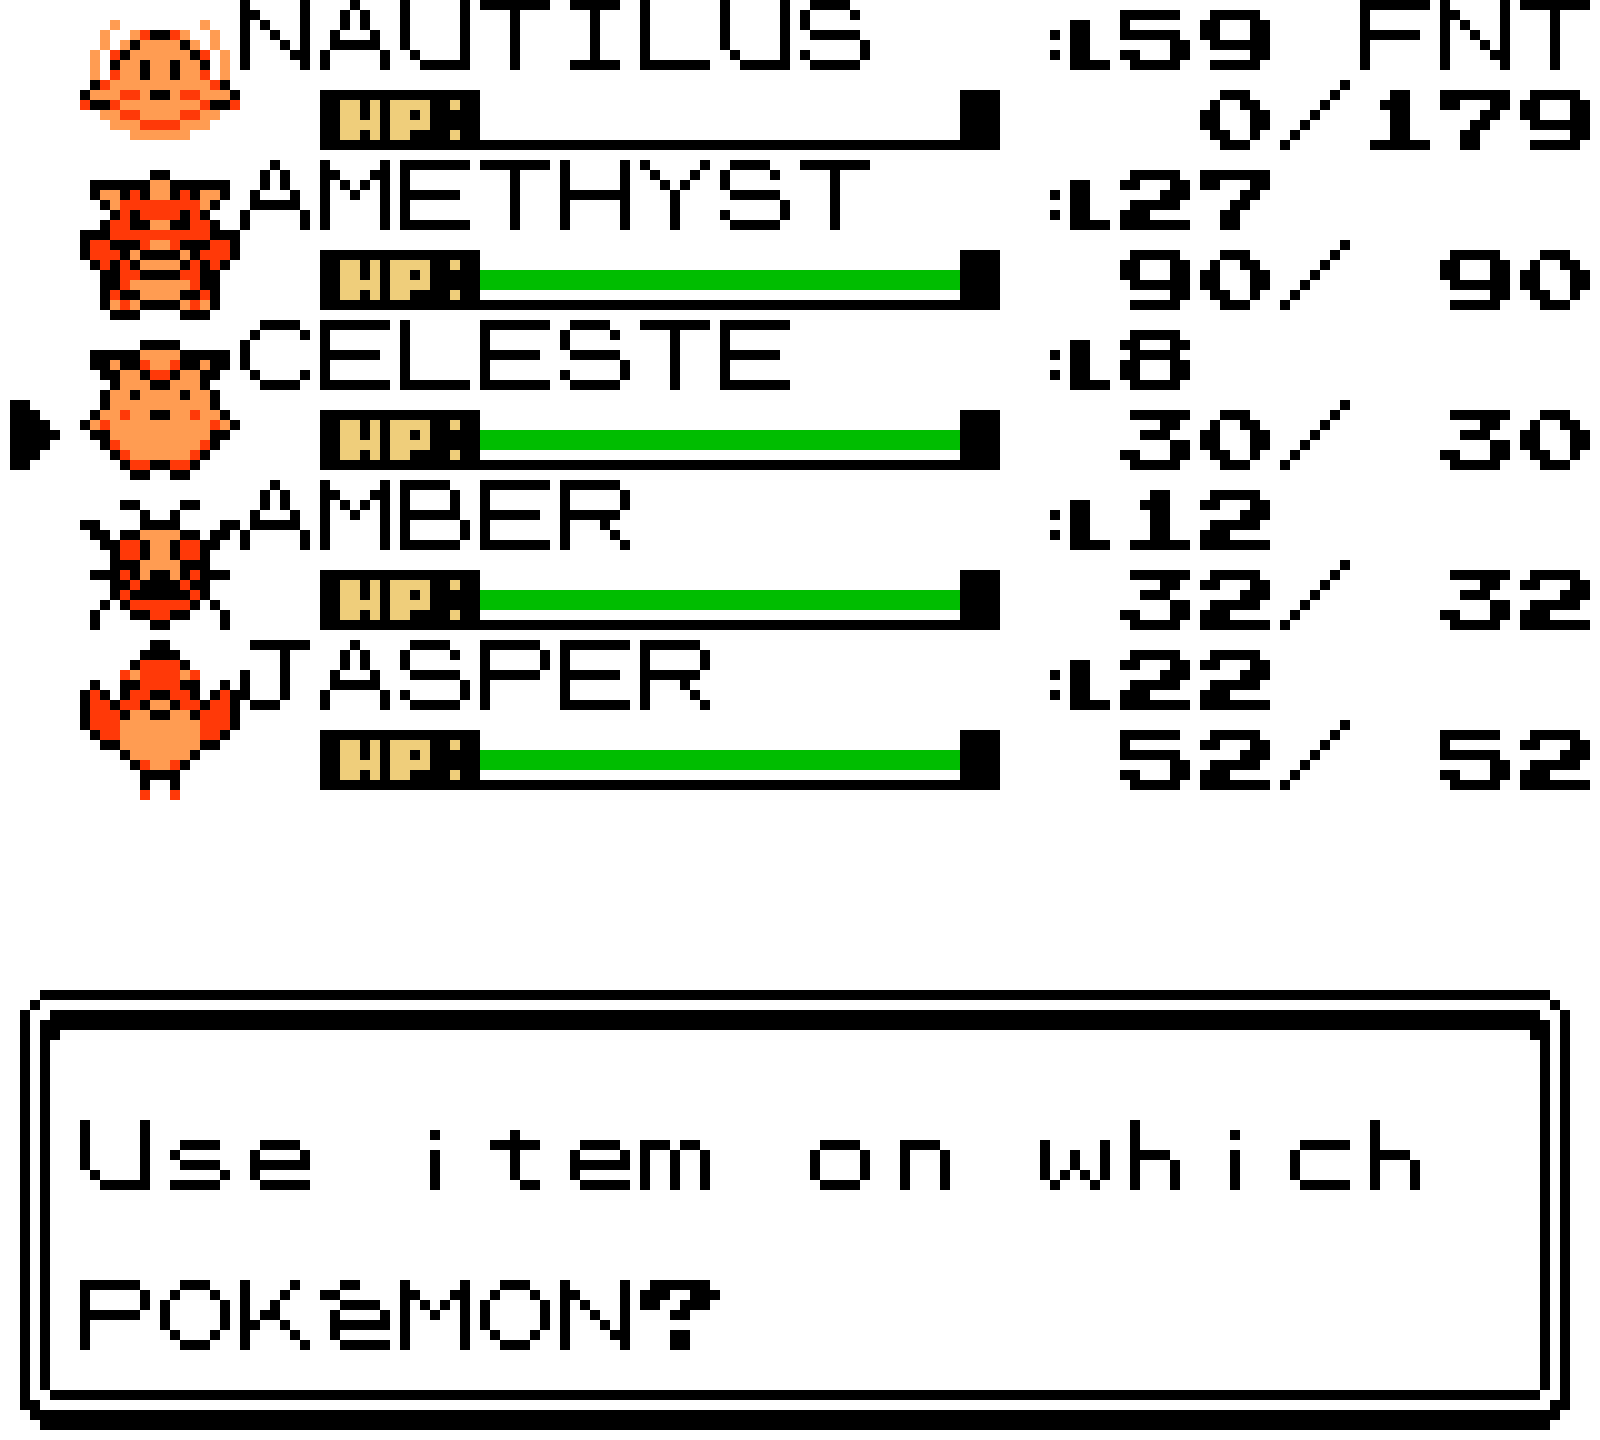 NAUTILUS :L59 FNT
HP: 0/179
AMETHYST :L27
HP: 90/ 90
CELESTE :L8
HP: 30/ 30
AMBER :L12
HP: 32/ 32
JASPER :L22
HP: 52/ 52
Use item on which
POKéMON?